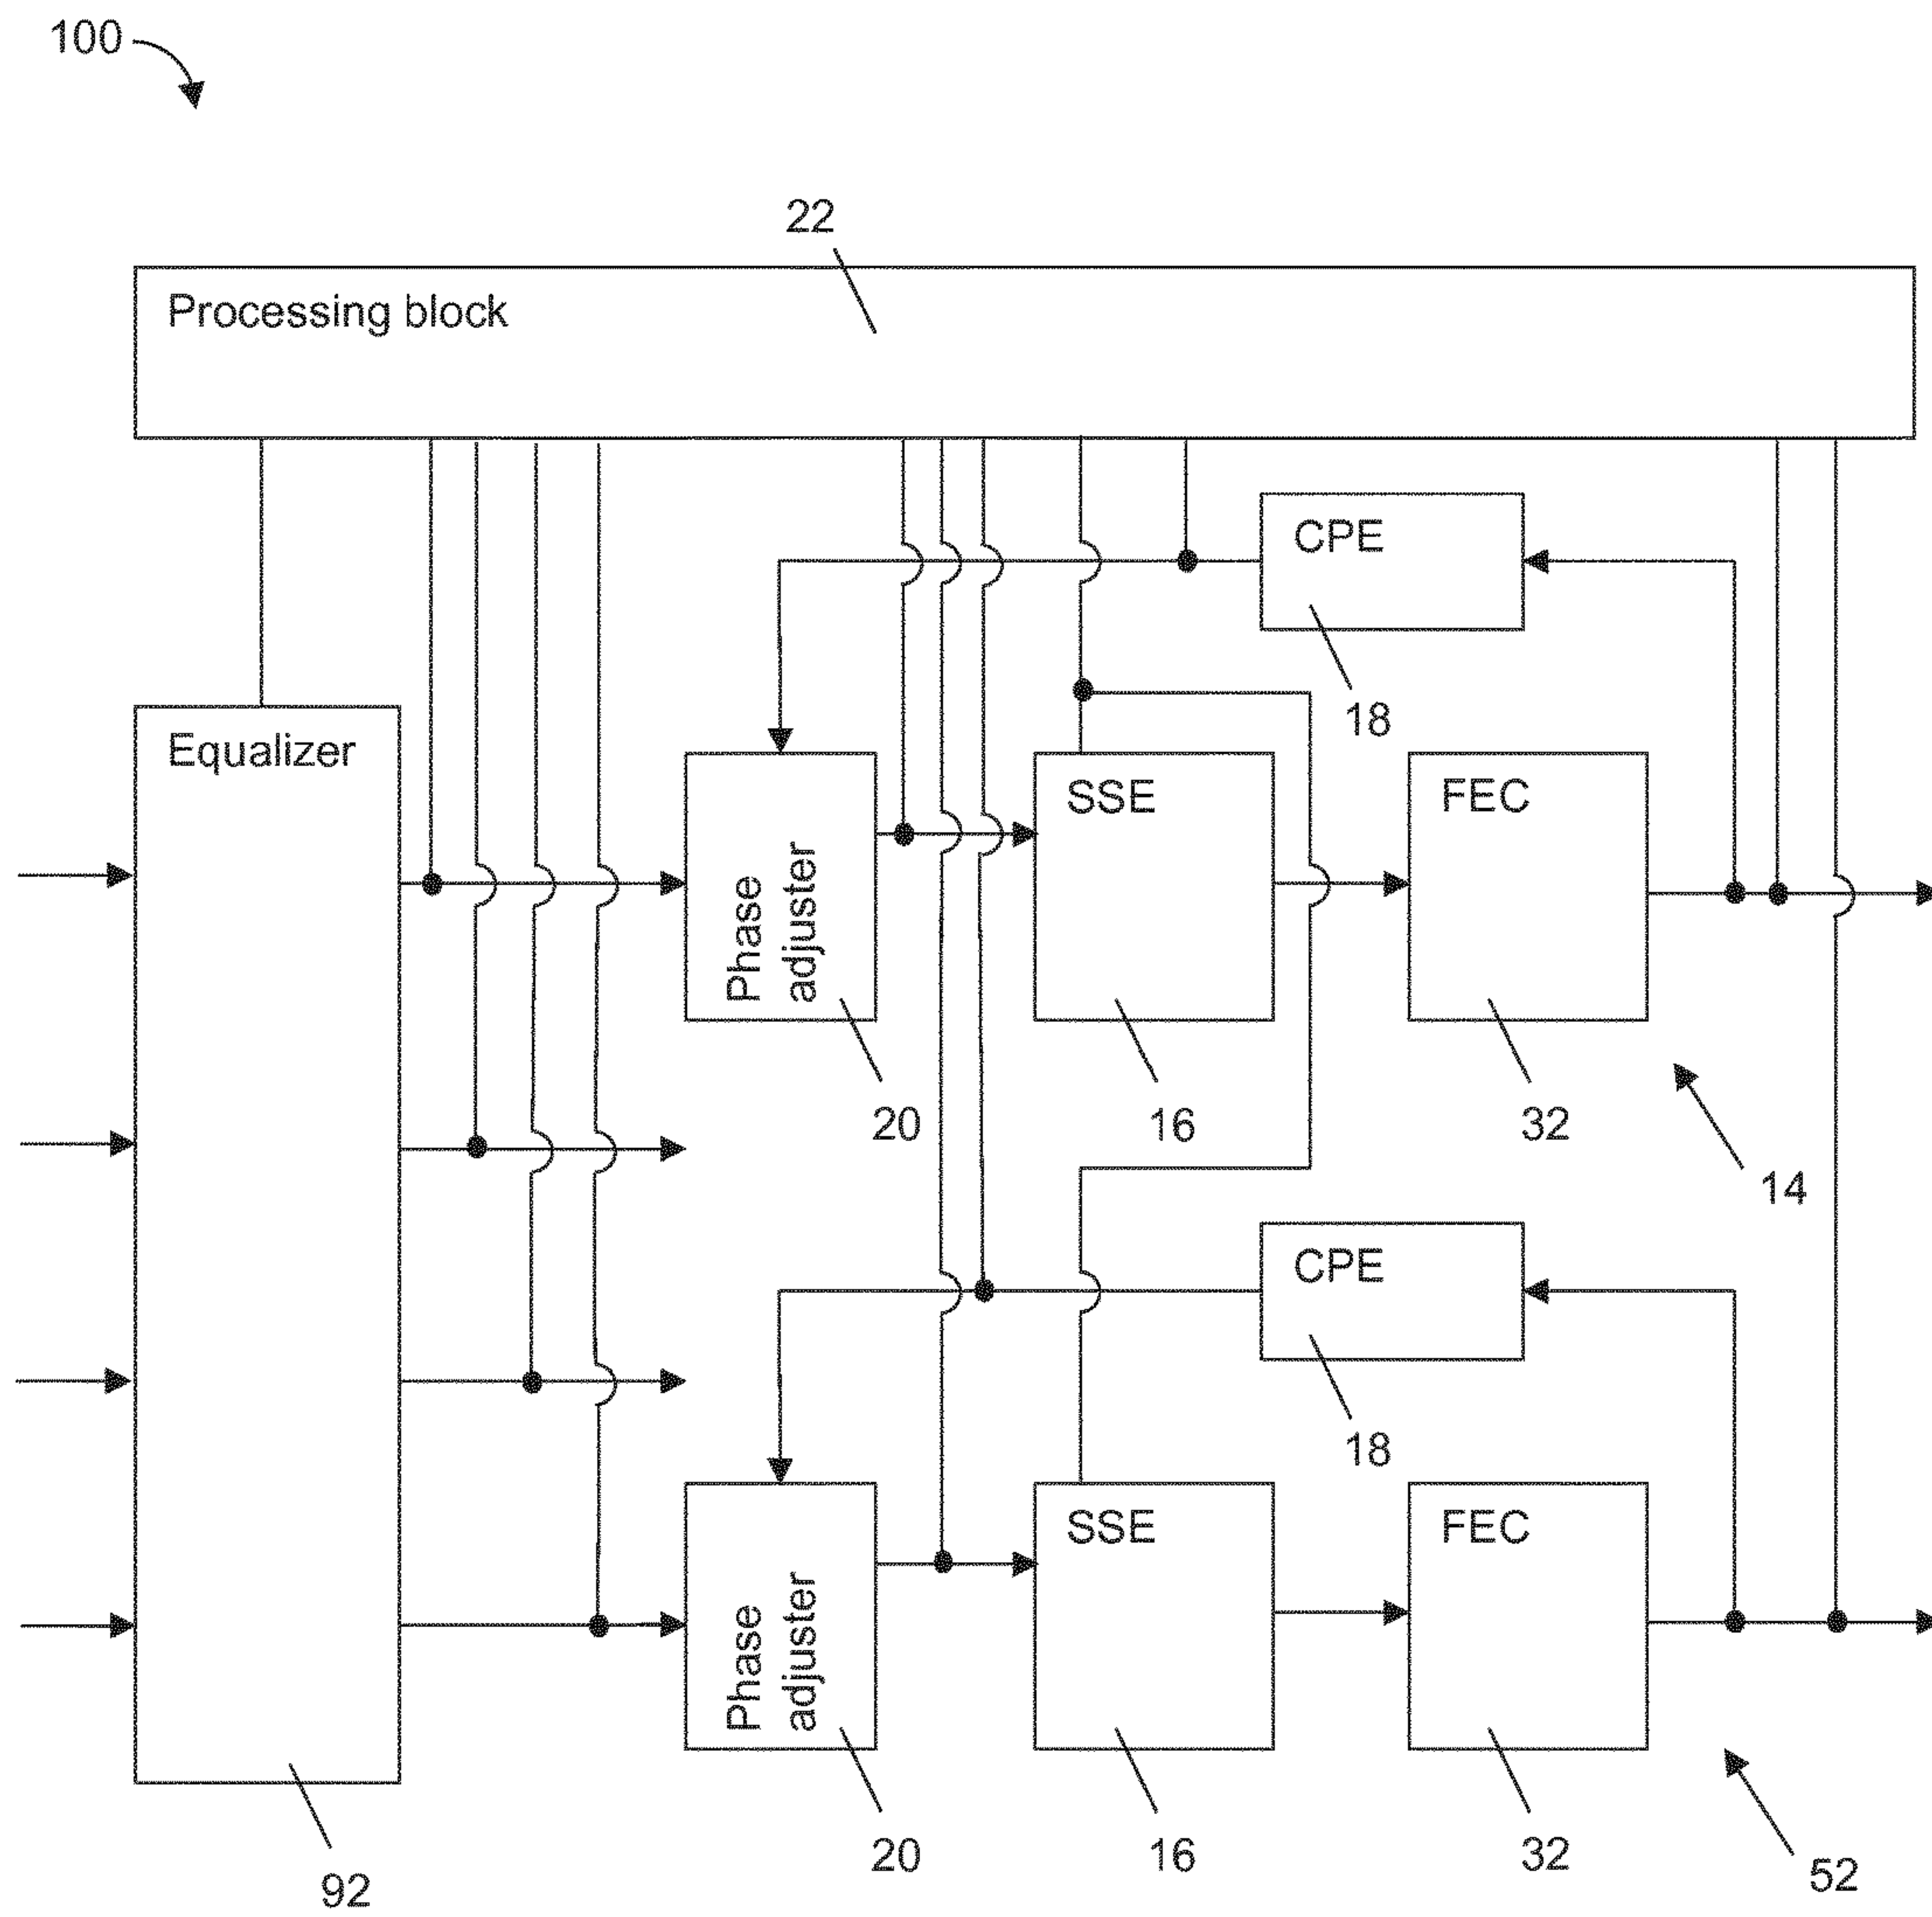 100
22
Processing block
CPE
18
Equalizer
Phase
adjuster
SSE
FEC
20
16
32
14
CPE
18
Phase
adjuster
SSE
FEC
20
16
32
52
92